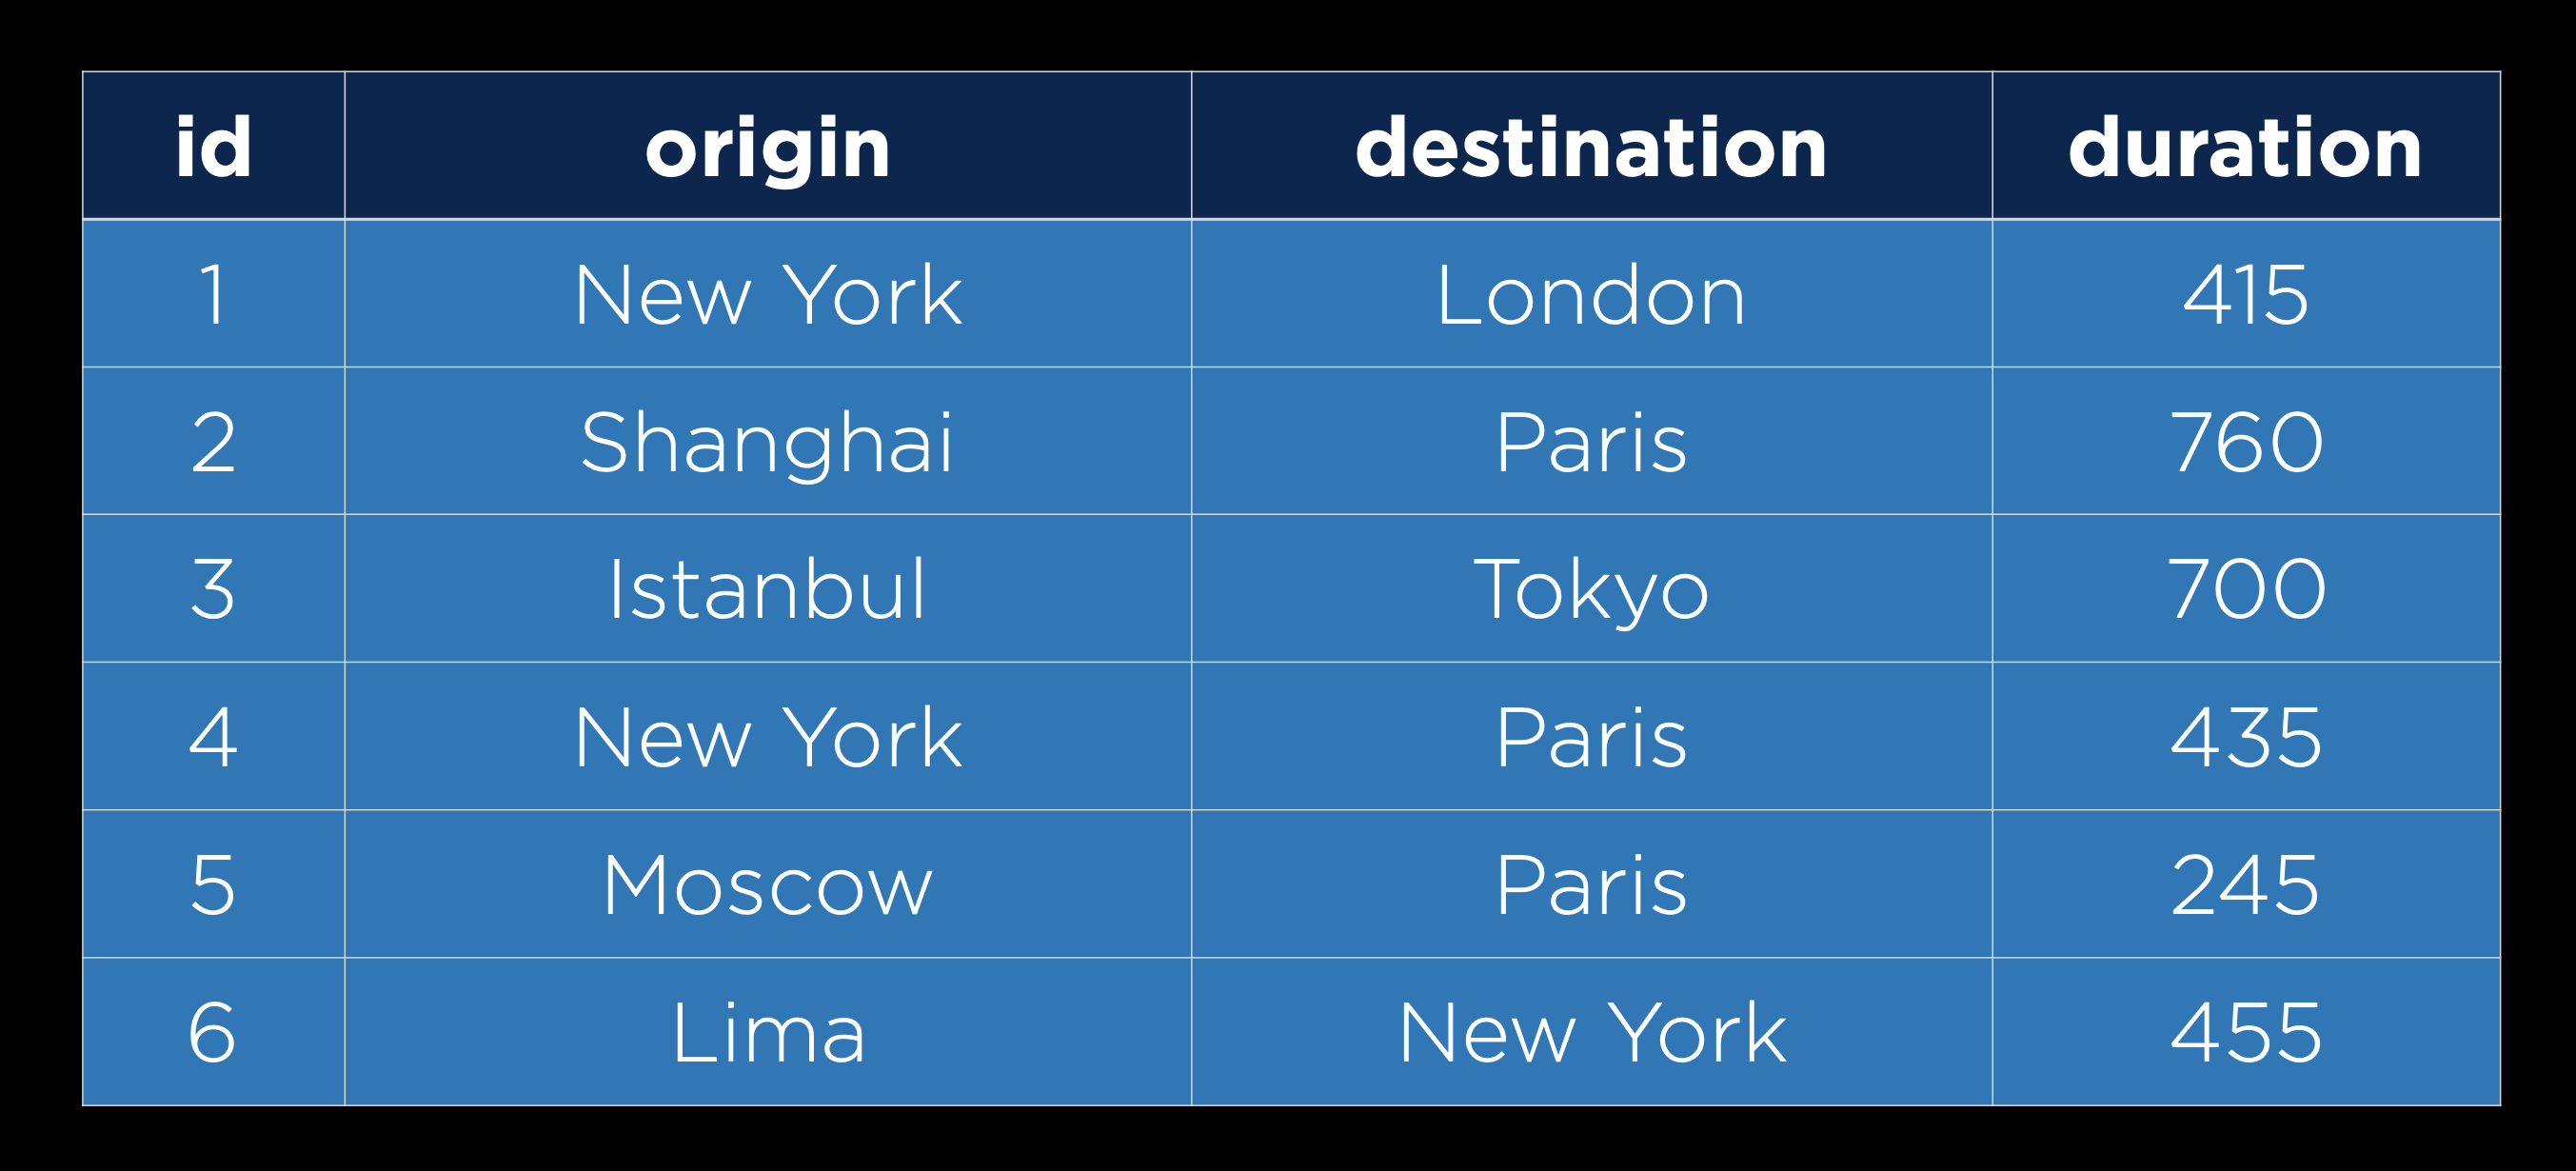 id origin destination duration
1 New York London 415
2 Shanghai Paris 760
3 Istanbul Tokyo 700
4 New York Paris 435
5 Moscow Paris 245
6 Lima New York 455